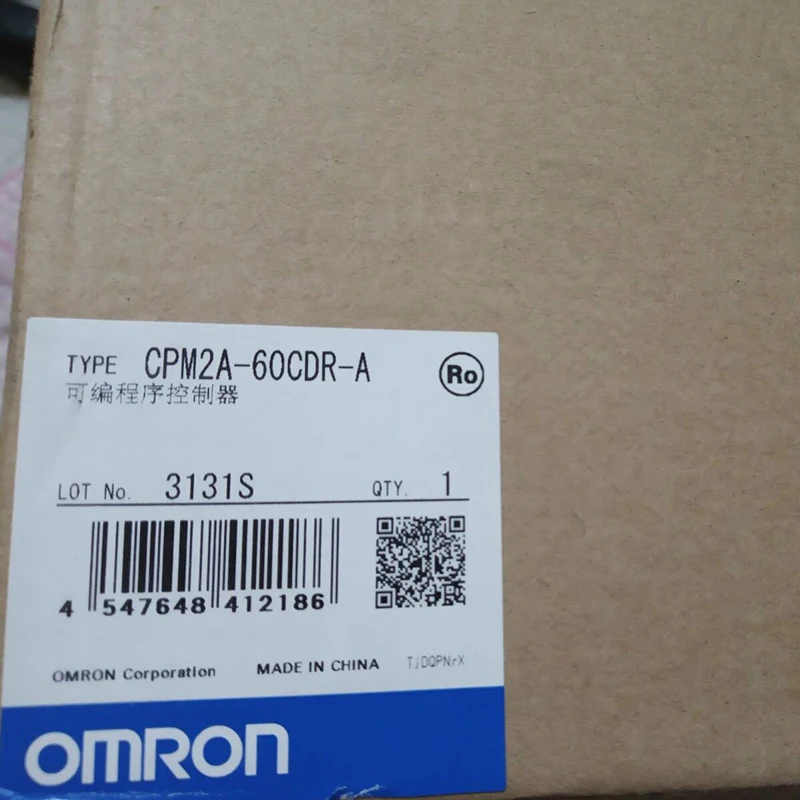 TYPE CPM2A-60CDR-A
Ro
可编程序控制器
LOT No. 3131S QTY. 1
4 547648 412186
OMRON Corporation MADE IN CHINA TjDQPNrX
OMRON